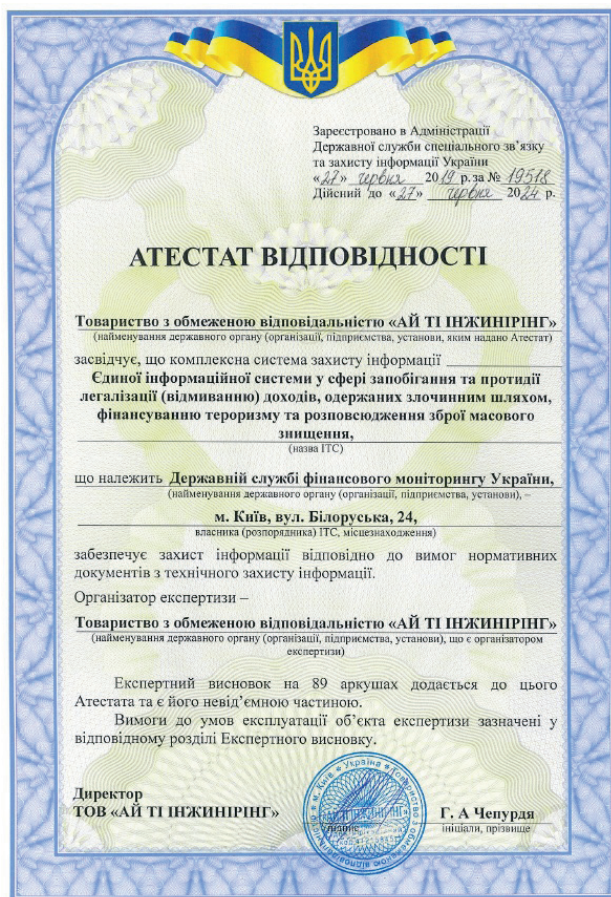 Зареєстровано в Адміністрації
Державної служби спеціального зв'язку
та захисту інформації України
«27» червня 2019 р. за № 19518
Дійсний до «27» червня 2024 р.
АТЕСТАТ ВІДПОВІДНОСТІ
Товариство з обмеженою відповідальністю «АЙ ТІ ІНЖИНІРІНГ»
(найменування державного органу (організації, підприємства, установи, яким надано Атестат)
засвідчує, що комплексна система захисту інформації
Єдиної інформаційної системи у сфері запобігання та протидії
легалізації (відмиванню) доходів, одержаних злочинним шляхом,
фінансуванню тероризму та розповсюдження зброї масового
знищення,
(назва ІТС)
що належить Державній службі фінансового моніторингу України,
(найменування державного органу (організації, підприємства, установи), –
м. Київ, вул. Білоруська, 24,
власника (розпорядника) ІТС, місцезнаходження)
забезпечує захист інформації відповідно до вимог нормативних
документів з технічного захисту інформації.
Організатор експертизи –
Товариство з обмеженою відповідальністю «АЙ ТІ ІНЖИНІРІНГ»
(найменування державного органу (організації, підприємства, установи), що є організатором
експертизи)
Експертний висновок на 89 аркушах додається до цього
Атестата та є його невід'ємною частиною.
Вимоги до умов експлуатації об'єкта експертизи зазначені у
відповідному розділі Експертного висновку.
Директор
ТОВ «АЙ ТІ ІНЖИНІРІНГ»
Г. А Чепурдя
ініціали, прізвище
м. Київ * Україна * Товариство з обмеженою відповідальністю